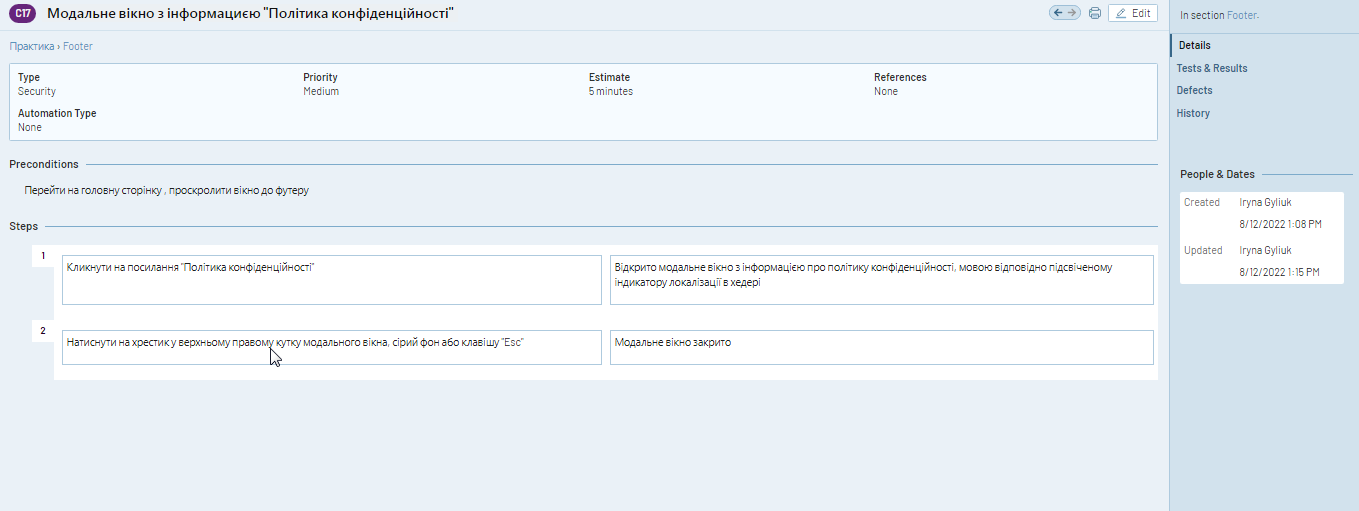 C17
Модальне вікно з інформациєю "Політика конфіденційності"
Edit
Практика › Footer
Type
Security
Priority
Medium
Estimate
5 minutes
References
None
Automation Type
None
Preconditions
Перейти на головну сторінку , проскролити вікно до футеру
Steps
1
Кликнути на посилання "Політика конфіденційності"
Відкрито модальне вікно з інформацією про політику конфіденційності, мовою відповідно підсвіченому
індикатору локалізації в хедері
2
Натиснути на хрестик у верхньому правому кутку модального вікна, сірий фон або клавішу "Esc"
Модальне вікно закрито
In section Footer.
Details
Tests & Results
Defects
History
People & Dates
Created Iryna Gyliuk
8/12/2022 1:08 PM
Updated Iryna Gyliuk
8/12/2022 1:15 PM